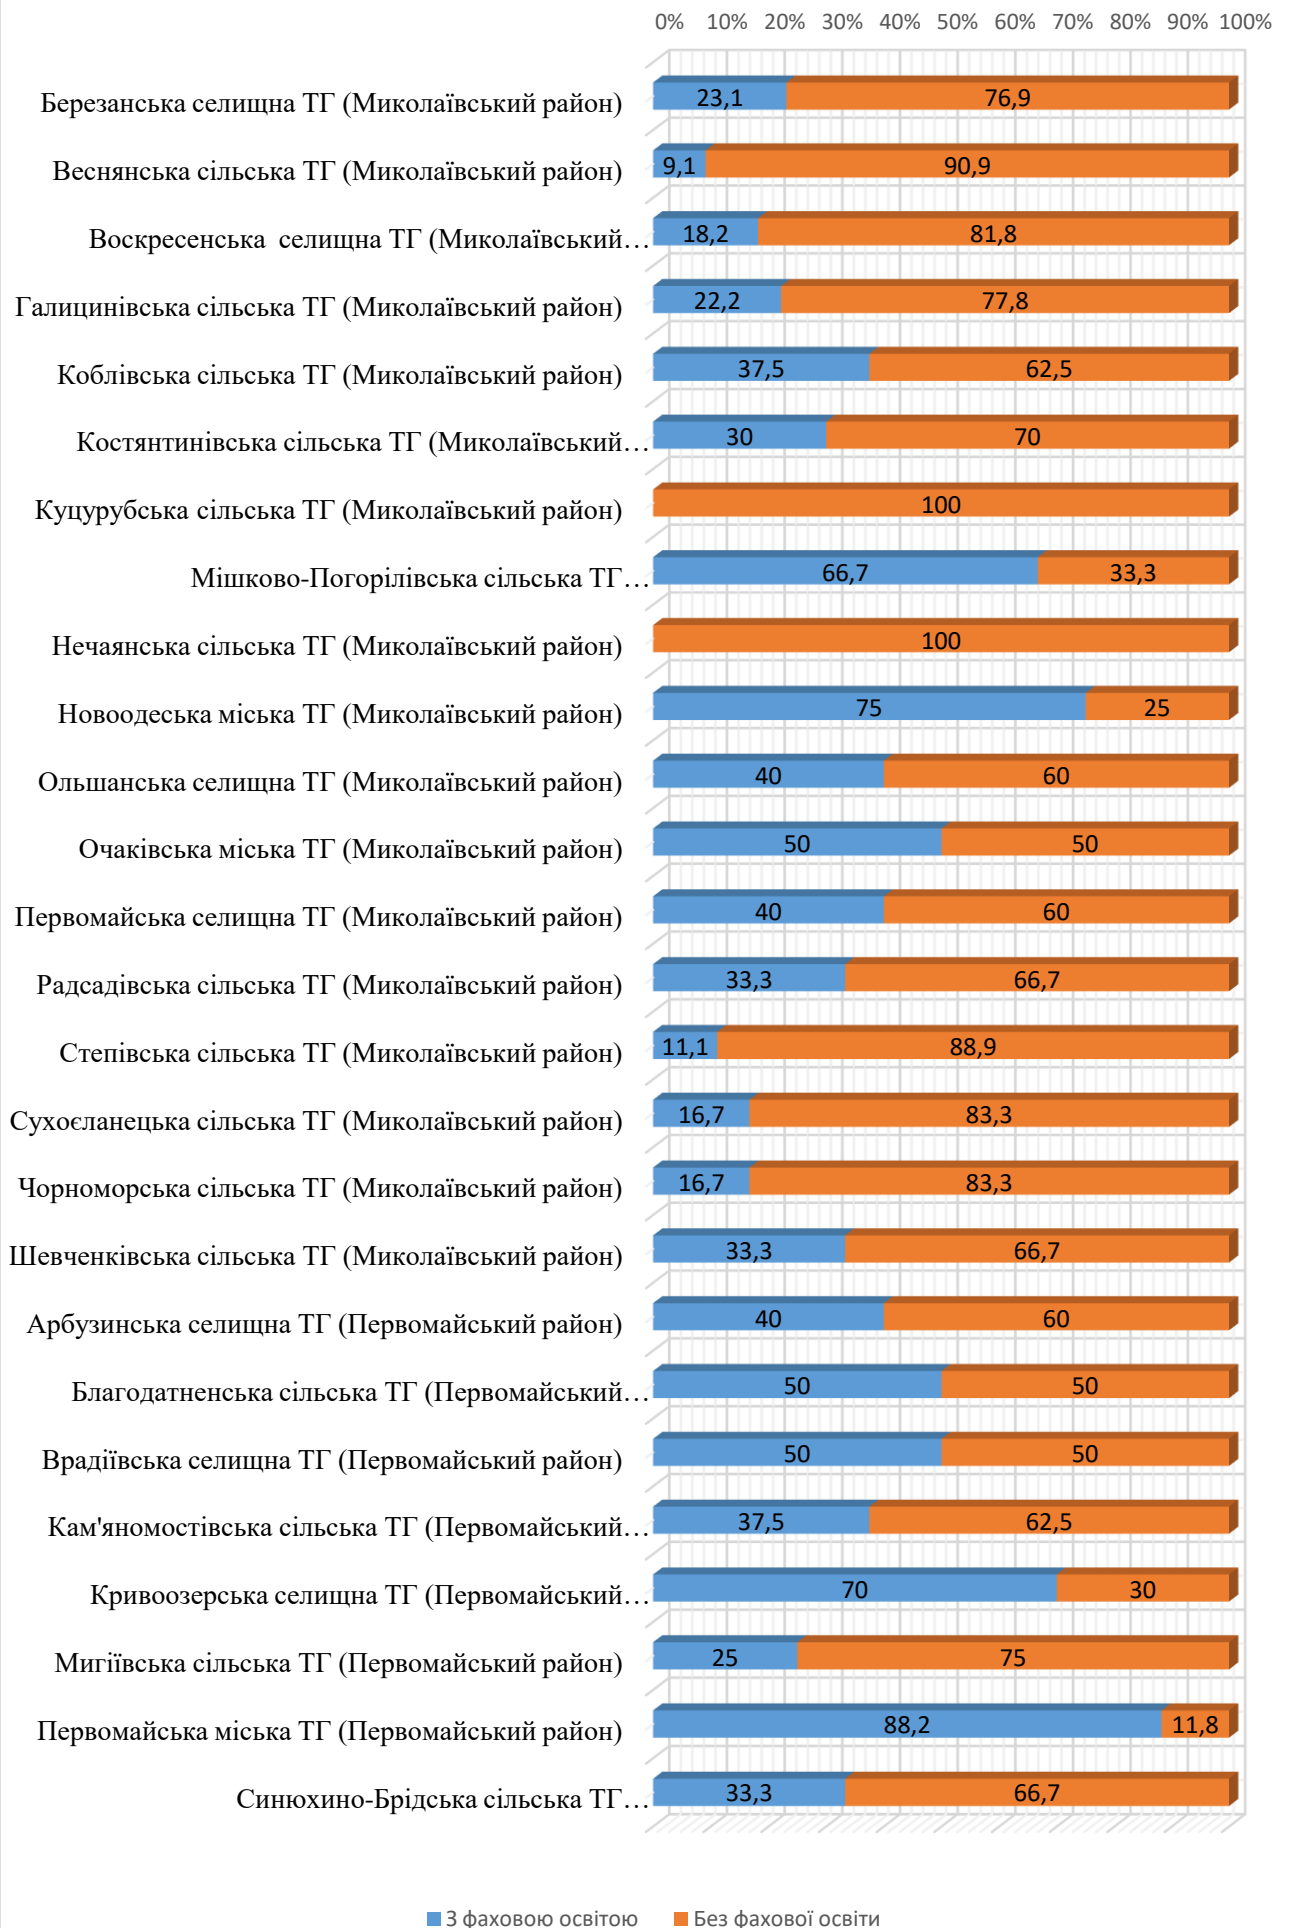 0% 10% 20% 30% 40% 50% 60% 70% 80% 90% 100%
Березанська селищна ТГ (Миколаївський район) 23,1 76,9
Веснянська сільська ТГ (Миколаївський район) 9,1 90,9
Воскресенська селищна ТГ (Миколаївський… 18,2 81,8
Галицинівська сільська ТГ (Миколаївський район) 22,2 77,8
Коблівська сільська ТГ (Миколаївський район) 37,5 62,5
Костянтинівська сільська ТГ (Миколаївський… 30 70
Куцурубська сільська ТГ (Миколаївський район) 100
Мішково-Погорілівська сільська ТГ… 66,7 33,3
Нечаянська сільська ТГ (Миколаївський район) 100
Новоодеська міська ТГ (Миколаївський район) 75 25
Ольшанська селищна ТГ (Миколаївський район) 40 60
Очаківська міська ТГ (Миколаївський район) 50 50
Первомайська селищна ТГ (Миколаївський район) 40 60
Радсадівська сільська ТГ (Миколаївський район) 33,3 66,7
Степівська сільська ТГ (Миколаївський район) 11,1 88,9
Сухоєланецька сільська ТГ (Миколаївський район) 16,7 83,3
Чорноморська сільська ТГ (Миколаївський район) 16,7 83,3
Шевченківська сільська ТГ (Миколаївський район) 33,3 66,7
Арбузинська селищна ТГ (Первомайський район) 40 60
Благодатненська сільська ТГ (Первомайський… 50 50
Врадіївська селищна ТГ (Первомайський район) 50 50
Кам'яномостівська сільська ТГ (Первомайський… 37,5 62,5
Кривоозерська селищна ТГ (Первомайський… 70 30
Мигіївська сільська ТГ (Первомайський район) 25 75
Первомайська міська ТГ (Первомайський район) 88,2 11,8
Синюхино-Брідська сільська ТГ… 33,3 66,7
З фаховою освітою Без фахової освіти